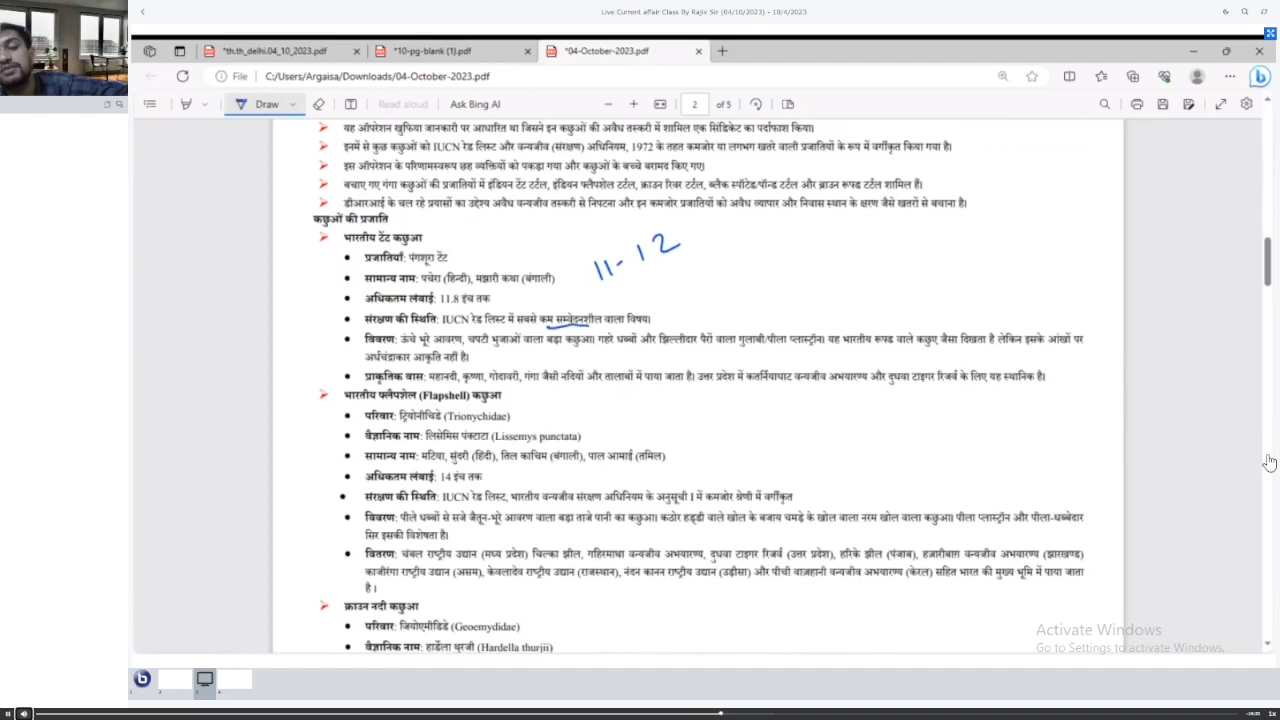 Live Current affair Class By Rajiv Sir (04/10/2023) - 10/4/2023
*th.th_delhi.04_10_2023.pdf
*10-pg-blank (1).pdf
*04-October-2023.pdf
File C:/Users/Argaisa/Downloads/04-October-2023.pdf
Draw
Read aloud
Ask Bing AI
2 of 5
यह ऑपरेशन खुफिया जानकारी पर आधारित था जिसने इन कछुओं की अवैध तस्करी में शामिल एक सिंडिकेट का पर्दाफाश किया।
इनमें से कुछ कछुओं को IUCN रेड लिस्ट और वन्यजीव (संरक्षण) अधिनियम, 1972 के तहत कमजोर या लगभग खतरे वाली प्रजातियों के रूप में वर्गीकृत किया गया है।
इस ऑपरेशन के परिणामस्वरूप छह व्यक्तियों को पकड़ा गया और कछुओं के बच्चे बरामद किए गए।
बचाए गए गंगा कछुओं की प्रजातियों में इंडियन टेंट टर्टल, इंडियन फ्लैपशेल टर्टल, क्राउन रिवर टर्टल, ब्लैक स्पॉटेड/पॉन्ड टर्टल और ब्राउन रूफ्ड टर्टल शामिल हैं।
डीआरआई के चल रहे प्रयासों का उद्देश्य अवैध वन्यजीव तस्करी से निपटना और इन कमजोर प्रजातियों को अवैध व्यापार और निवास स्थान के क्षरण जैसे खतरों से बचाना है।
कछुओं की प्रजाति
भारतीय टेंट कछुआ
प्रजातियाँ: पंगशूरा टेंट
सामान्य नाम: पचेरा (हिन्दी), मझारी कथा (बंगाली)
11-12
अधिकतम लंबाई: 11.8 इंच तक
संरक्षण की स्थिति: IUCN रेड लिस्ट में सबसे कम सम्वेदनशील वाला विषय।
विवरण: ऊंचे भूरे आवरण, चपटी भुजाओं वाला बड़ा कछुआ। गहरे धब्बों और झिल्लीदार पैरों वाला गुलाबी/पीला प्लास्ट्रॉन। यह भारतीय रूफ्ड वाले कछुए जैसा दिखता है लेकिन इसके आंखों पर
अर्धचंद्राकार आकृति नहीं है।
प्राकृतिक वास: महानदी, कृष्णा, गोदावरी, गंगा जैसी नदियों और तालाबों में पाया जाता है। उत्तर प्रदेश में कतर्नियाघाट वन्यजीव अभयारण्य और दुधवा टाइगर रिजर्व के लिए यह स्थानिक है।
भारतीय फ्लैपशेल (Flapshell) कछुआ
परिवार: ट्रियोनीचिडे (Trionychidae)
वैज्ञानिक नाम: लिसेमिस पंक्टाटा (Lissemys punctata)
सामान्य नाम: मटिया, सुंदरी (हिंदी), तिल काचिम (बंगाली), पाल आमाई (तमिल)
अधिकतम लंबाई: 14 इंच तक
संरक्षण की स्थिति: IUCN रेड लिस्ट, भारतीय वन्यजीव संरक्षण अधिनियम के अनुसूची I में कमजोर श्रेणी में वर्गीकृत
विवरण: पीले धब्बों से सजे जैतून-भूरे आवरण वाला बड़ा ताजे पानी का कछुआ। कठोर हड्डी वाले खोल के बजाय चमड़े के खोल वाला नरम खोल वाला कछुआ। पीला प्लास्ट्रॉन और पीला-धब्बेदार
सिर इसकी विशेषता है।
वितरण: चंबल राष्ट्रीय उद्यान (मध्य प्रदेश) चिल्का झील, गहिरमाथा वन्यजीव अभयारण्य, दुधवा टाइगर रिजर्व (उत्तर प्रदेश), हरिके झील (पंजाब), हज़ारीबाग़ वन्यजीव अभयारण्य (झारखण्ड)
काजीरंगा राष्ट्रीय उद्यान (असम), केवलादेव राष्ट्रीय उद्यान (राजस्थान), नंदन कानन राष्ट्रीय उद्यान (उड़ीसा) और पीची वाज़हानी वन्यजीव अभयारण्य (केरल) सहित भारत की मुख्य भूमि में पाया जाता
है।
क्राउन नदी कछुआ
परिवार: जियोएमीडिडे (Geoemydidae)
वैज्ञानिक नाम: हार्डेला थुरजी (Hardella thurjii)
Activate Windows
Go to Settings to activate Windows.
1x